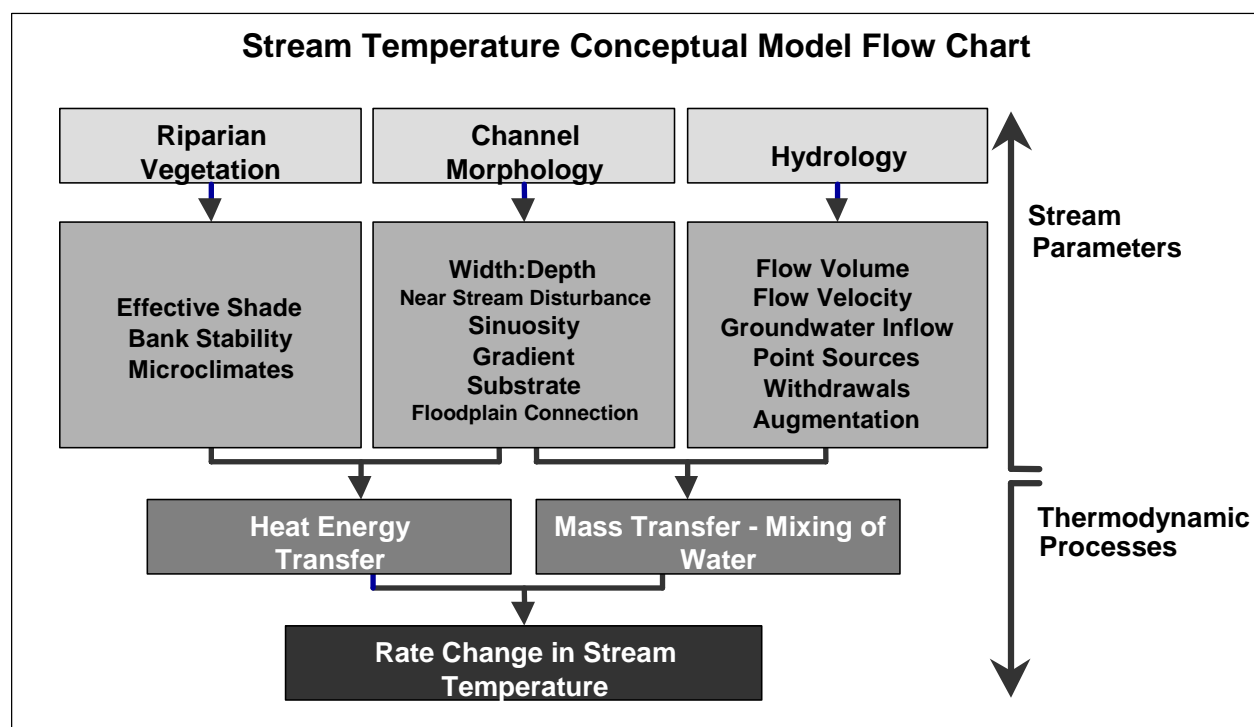 Stream Temperature Conceptual Model Flow Chart
Riparian
Vegetation
Channel
Morphology
Hydrology
Effective Shade
Bank Stability
Microclimates
Width:Depth
Near Stream Disturbance
Sinuosity
Gradient
Substrate
Floodplain Connection
Flow Volume
Flow Velocity
Groundwater Inflow
Point Sources
Withdrawals
Augmentation
Stream
Parameters
Heat Energy
Transfer
Mass Transfer - Mixing of
Water
Thermodynamic
Processes
Rate Change in Stream
Temperature